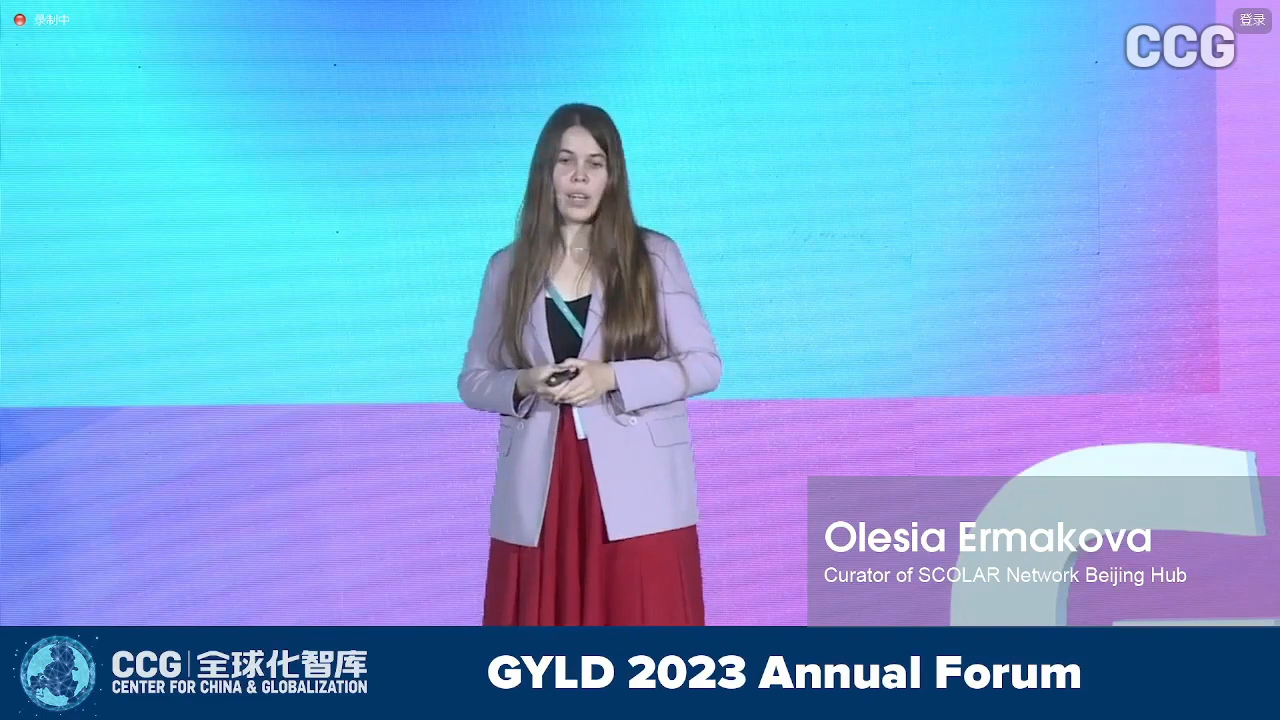 录制中
登录
CCG
Olesia Ermakova
Curator of SCOLAR Network Beijing Hub
CCG 全球化智库
CENTER FOR CHINA & GLOBALIZATION
GYLD 2023 Annual Forum